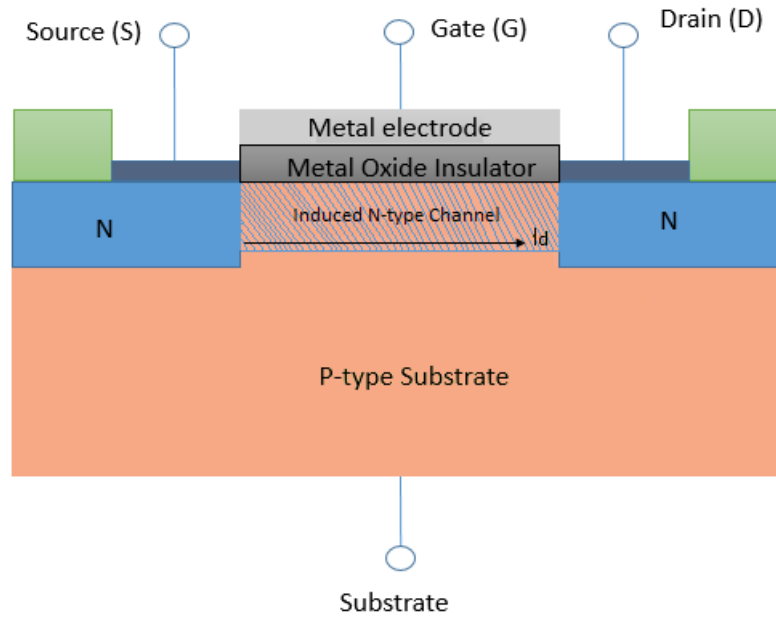 Source (S)
Gate (G)
Drain (D)
Metal electrode
Metal Oxide Insulator
N
Induced N-type Channel
N
Id
P-type Substrate
Substrate